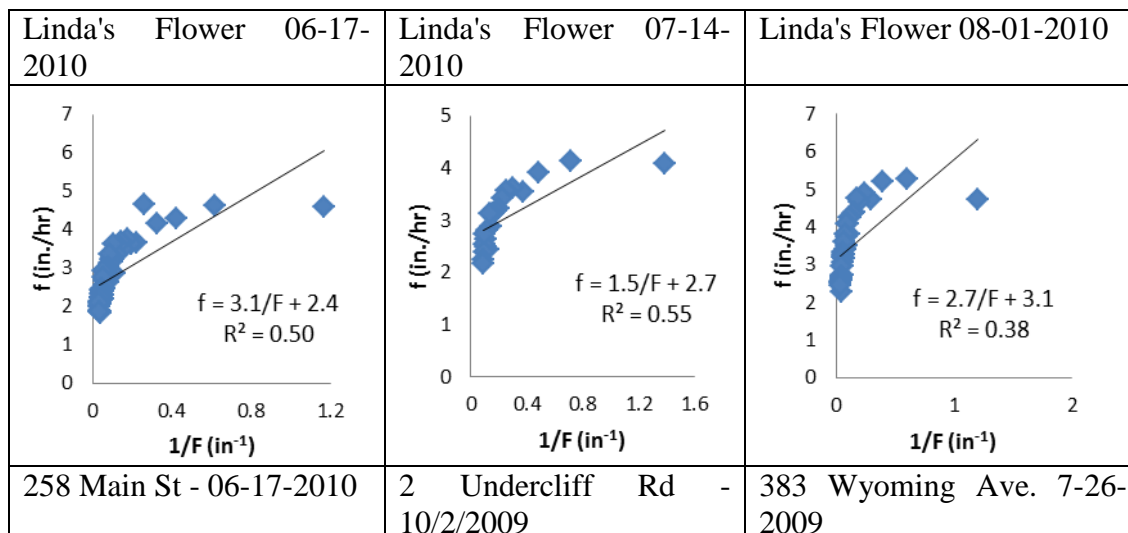 Linda's Flower 06-17-
2010
Linda's Flower 07-14-
2010
Linda's Flower 08-01-2010
7
6
5
4
3
2
1
0
f (in./hr)
f = 3.1/F + 2.4
R² = 0.50
0 0.4 0.8 1.2
1/F (in⁻¹)
5
4
3
2
1
0
f (in./hr)
f = 1.5/F + 2.7
R² = 0.55
0 0.4 0.8 1.2 1.6
1/F (in⁻¹)
7
6
5
4
3
2
1
0
f (in./hr)
f = 2.7/F + 3.1
R² = 0.38
0 1 2
1/F (in⁻¹)
258 Main St - 06-17-2010
2 Undercliff Rd -
10/2/2009
383 Wyoming Ave. 7-26-
2009